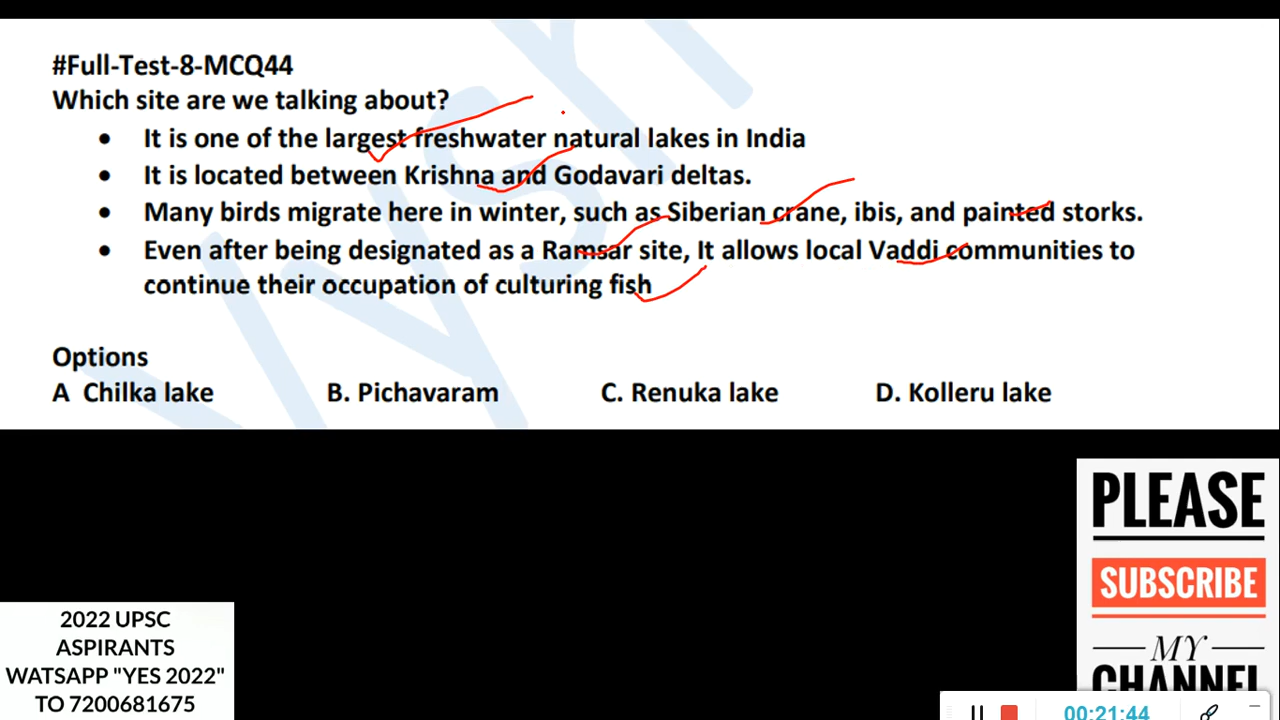 #Full-Test-8-MCQ44
Which site are we talking about?
• It is one of the largest freshwater natural lakes in India
• It is located between Krishna and Godavari deltas.
• Many birds migrate here in winter, such as Siberian crane, ibis, and painted storks.
• Even after being designated as a Ramsar site, It allows local Vaddi communities to
continue their occupation of culturing fish
Options
A Chilka lake B. Pichavaram C. Renuka lake D. Kolleru lake
PLEASE
SUBSCRIBE
MY
CHANNEL
2022 UPSC
ASPIRANTS
WATSAPP "YES 2022"
TO 7200681675
00:21:44